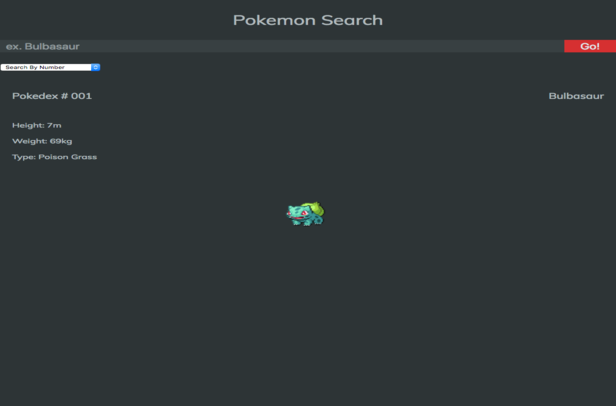 Pokemon Search
ex. Bulbasaur
Go!
Search By Number
Pokedex # 001
Bulbasaur
Height: 7m
Weight: 69kg
Type: Poison Grass